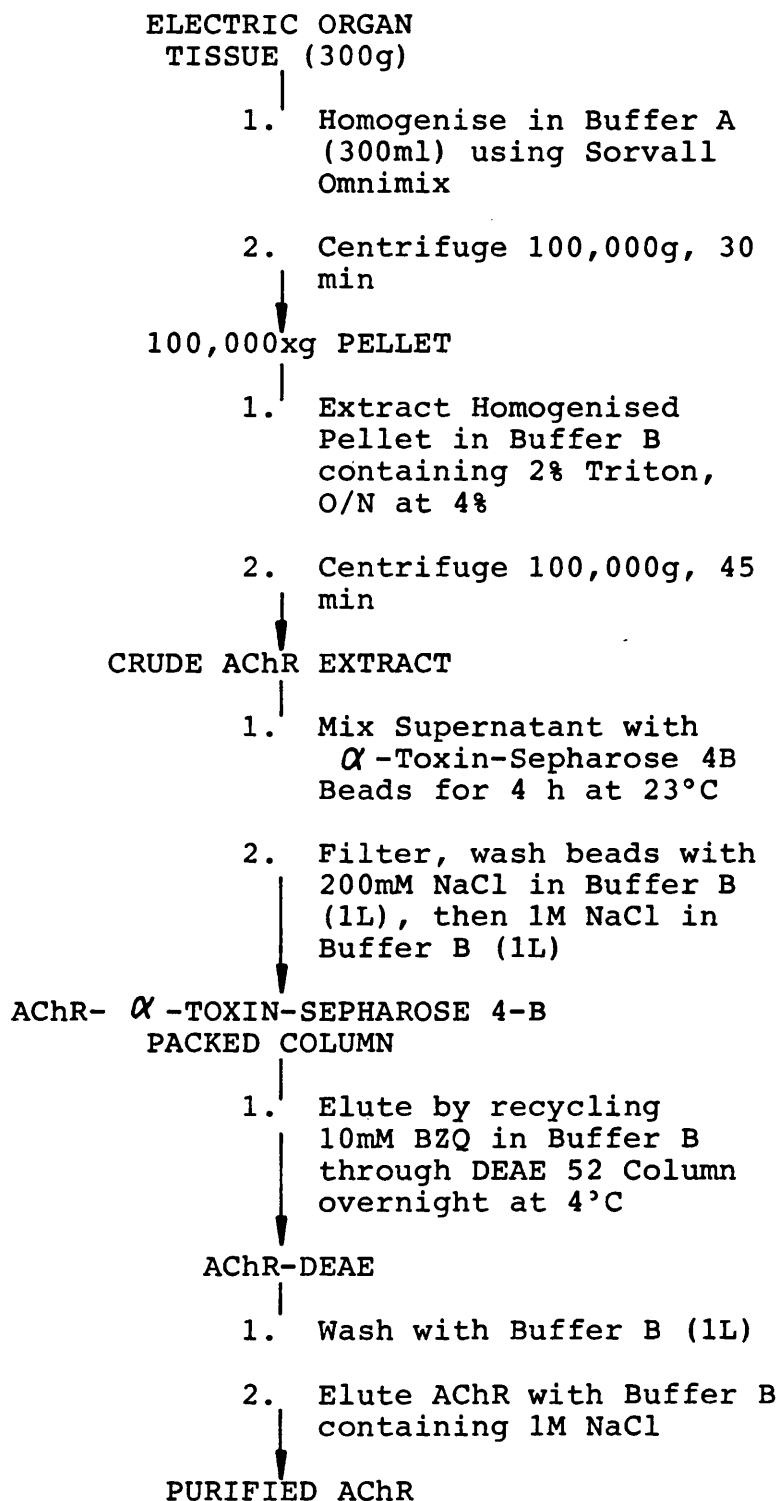 ELECTRIC ORGAN
TISSUE (300g)
1. Homogenise in Buffer A
(300ml) using Sorvall
Omnimix
2. Centrifuge 100,000g, 30
min
100,000xg PELLET
1. Extract Homogenised
Pellet in Buffer B
containing 2% Triton,
O/N at 4%
2. Centrifuge 100,000g, 45
min
CRUDE AChR EXTRACT
1. Mix Supernatant with
α-Toxin-Sepharose 4B
Beads for 4 h at 23°C
2. Filter, wash beads with
200mM NaCl in Buffer B
(1L), then 1M NaCl in
Buffer B (1L)
AChR- α-TOXIN-SEPHAROSE 4-B
PACKED COLUMN
1. Elute by recycling
10mM BZQ in Buffer B
through DEAE 52 Column
overnight at 4'C
AChR-DEAE
1. Wash with Buffer B (1L)
2. Elute AChR with Buffer B
containing 1M NaCl
PURIFIED AChR